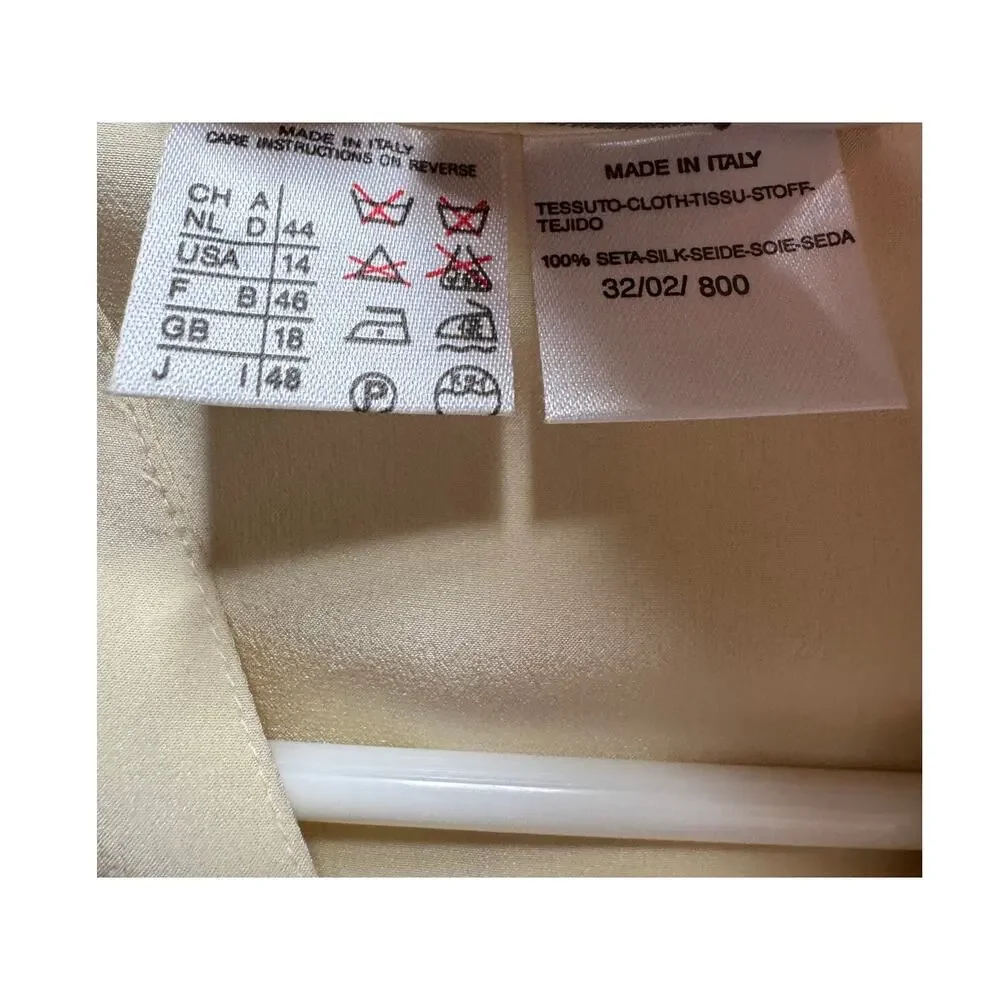 MADE IN ITALY
CARE INSTRUCTIONS ON REVERSE
CH A
NL D 44
USA 14
F B 46
GB 18
J I 48
P
MADE IN ITALY
TESSUTO-CLOTH-TISSU-STOFF-
TEJIDO
100% SETA-SILK-SEIDE-SOIE-SEDA
32/02/ 800